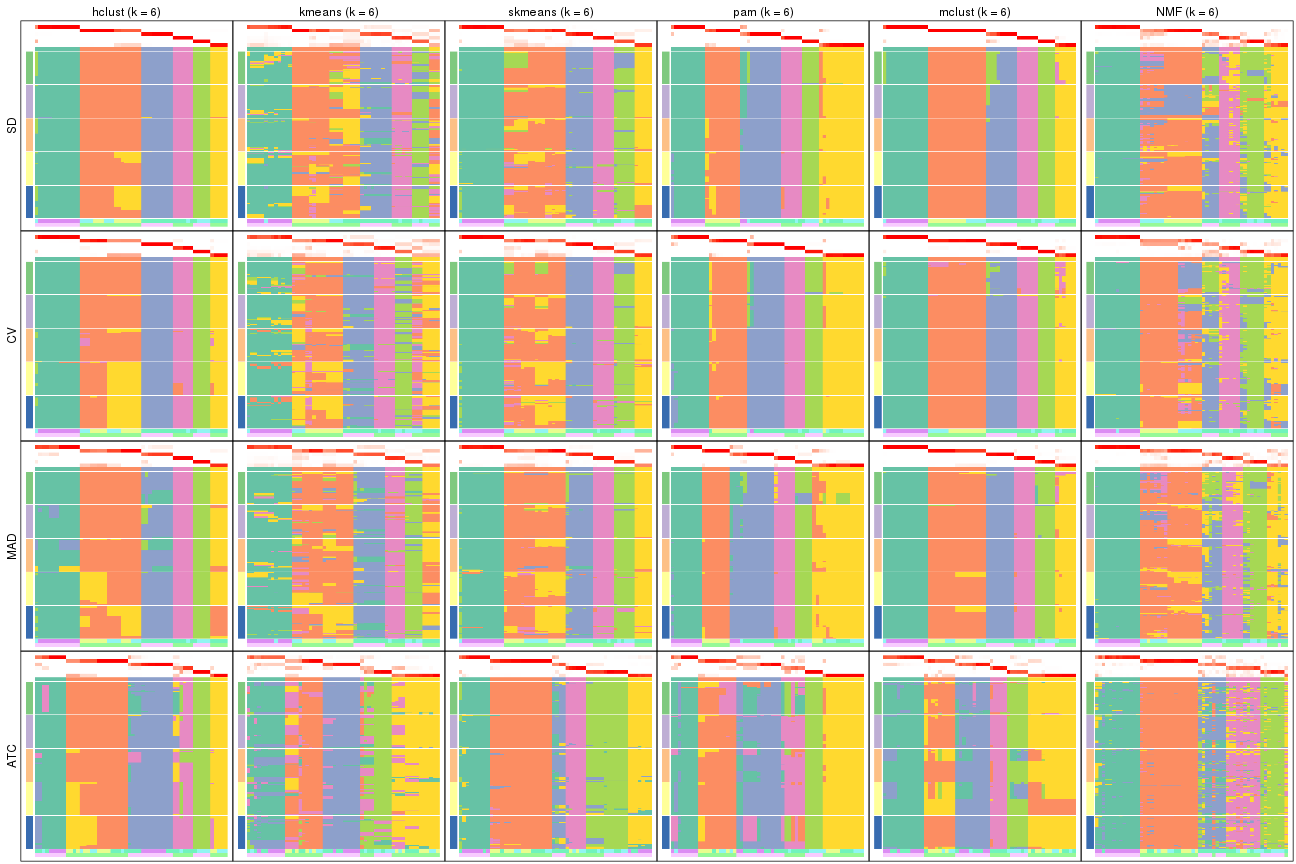 hclust (k = 6) kmeans (k = 6) skmeans (k = 6) pam (k = 6) mclust (k = 6) NMF (k = 6)
SD
CV
MAD
ATC